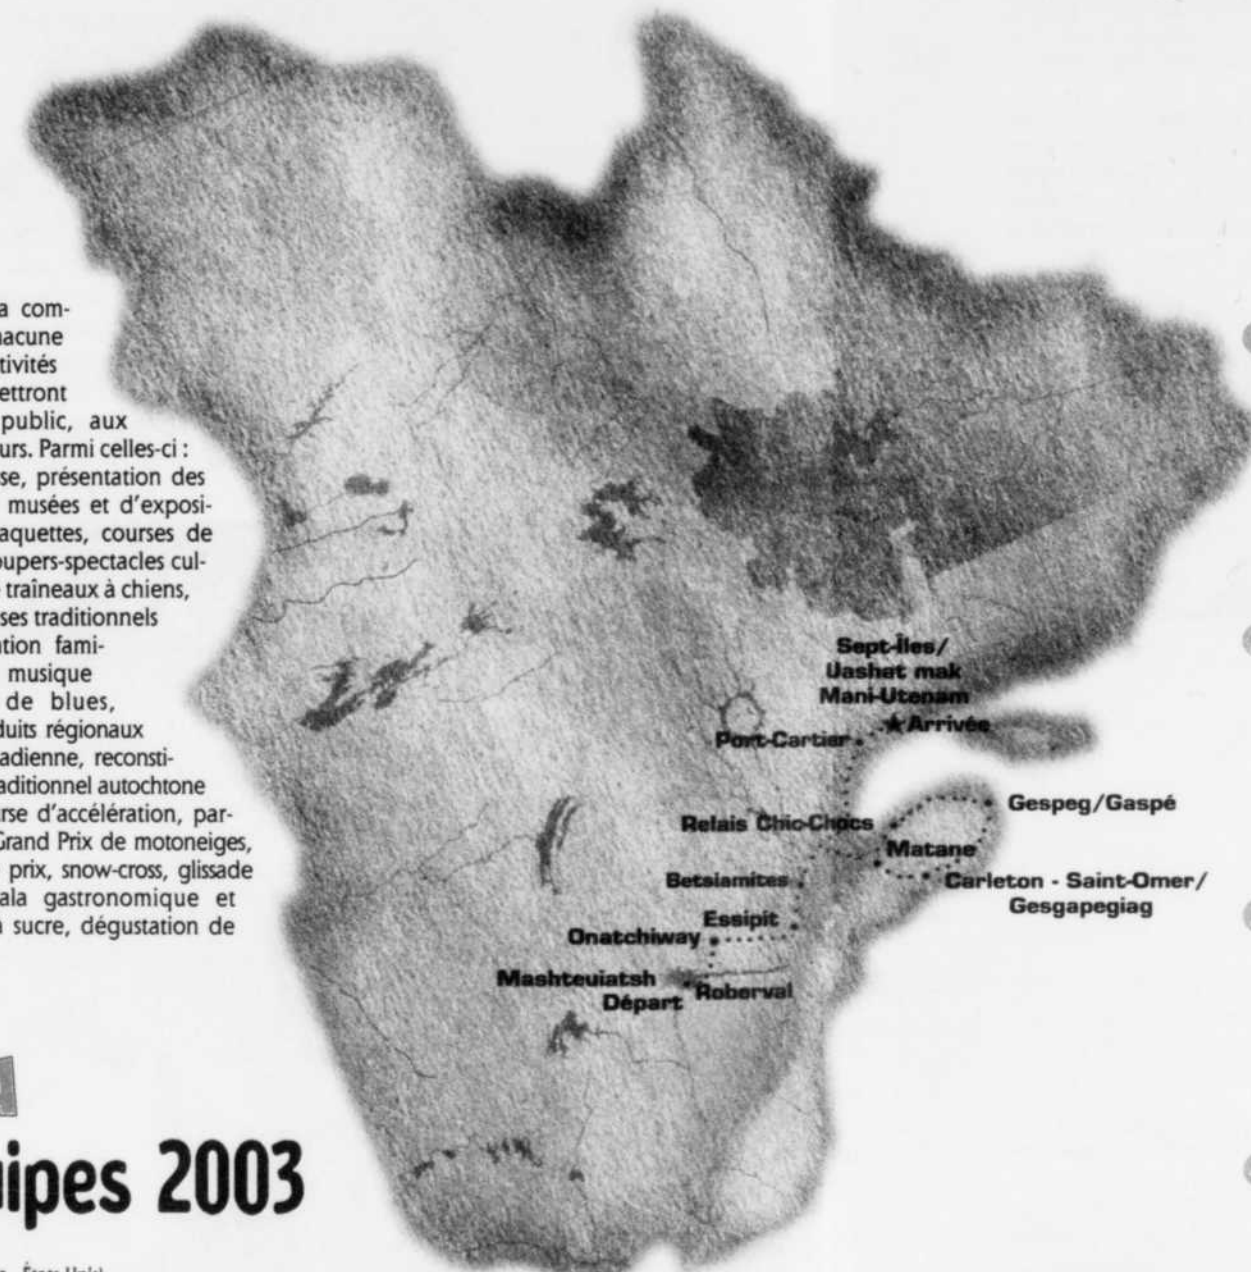 a com-
hacune
tivités
ettront
public, aux
urs. Parmi celles-ci :
se, présentation des
musées et d'exposi-
aquettes, courses de
oupers-spectacles cul-
traîneaux à chiens,
ses traditionnels
tion fami-
musique
de blues,
duits régionaux
adienne, reconsti-
aditionnel autochtone
rse d'accélération, par-
Grand Prix de motoneiges,
prix, snow-cross, glissade
ala gastronomique et
à sucre, dégustation de
uipes 2003
États-Unis)
Sept-Îles/
Uashat mak
Mani-Utenam
Arrivée
Port-Cartier
Gespeg/Gaspé
Relais Chic-Chocs
Matane
Betsiamites
Carleton - Saint-Omer/
Gesgapegiag
Essipit
Onatchiway
Mashteuiatsh
Départ
Roberval